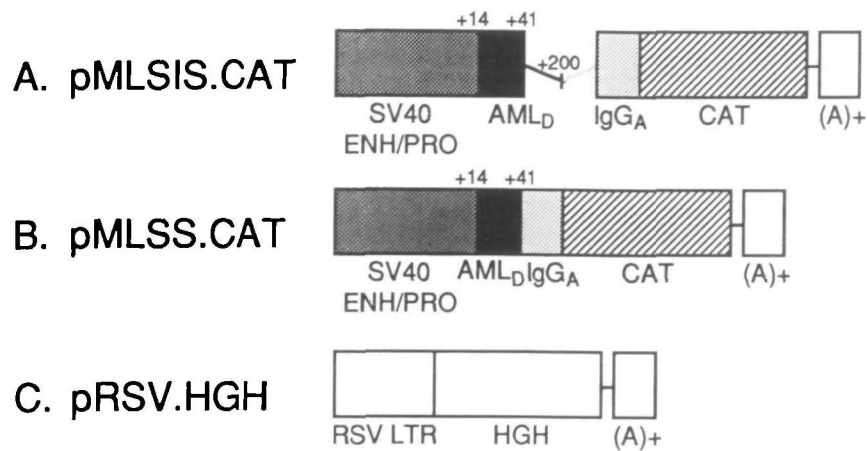 +14 +41
A. pMLSIS.CAT
+200
SV40 AML_D IgG_A CAT (A)+
ENH/PRO
+14 +41
B. pMLSS.CAT
SV40 AML_D IgG_A CAT (A)+
ENH/PRO
C. pRSV.HGH
RSV LTR HGH (A)+